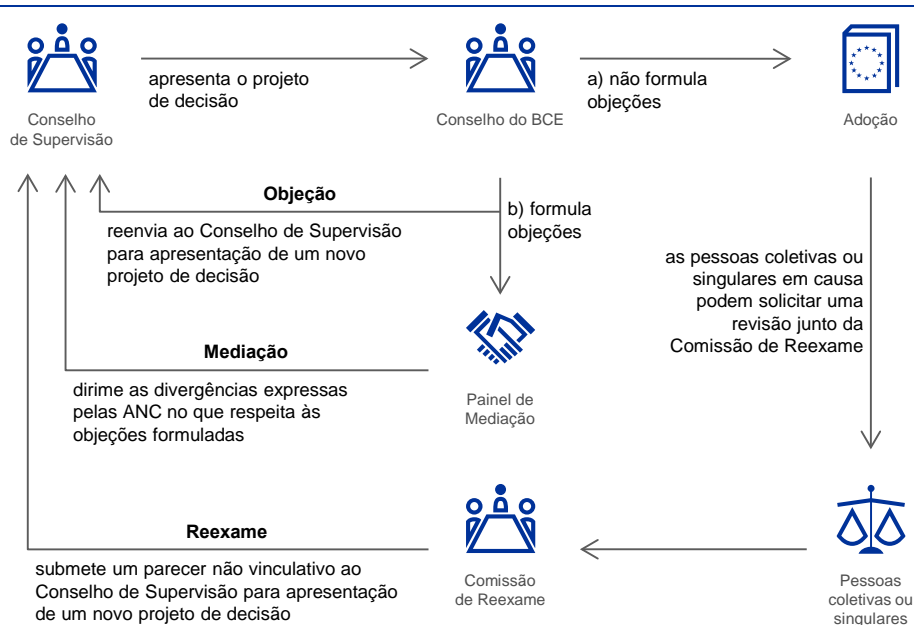 apresenta o projeto
de decisão
a) não formula
objeções
Conselho
de Supervisão
Conselho do BCE
Adoção
Objeção
reenvia ao Conselho de Supervisão
para apresentação de um novo
projeto de decisão
b) formula
objeções
as pessoas coletivas ou
singulares em causa
podem solicitar uma
revisão junto da
Comissão de Reexame
Mediação
dirime as divergências expressas
pelas ANC no que respeita às
objeções formuladas
Painel de
Mediação
Reexame
submete um parecer não vinculativo ao
Conselho de Supervisão para apresentação
de um novo projeto de decisão
Comissão
de Reexame
Pessoas
coletivas ou
singulares